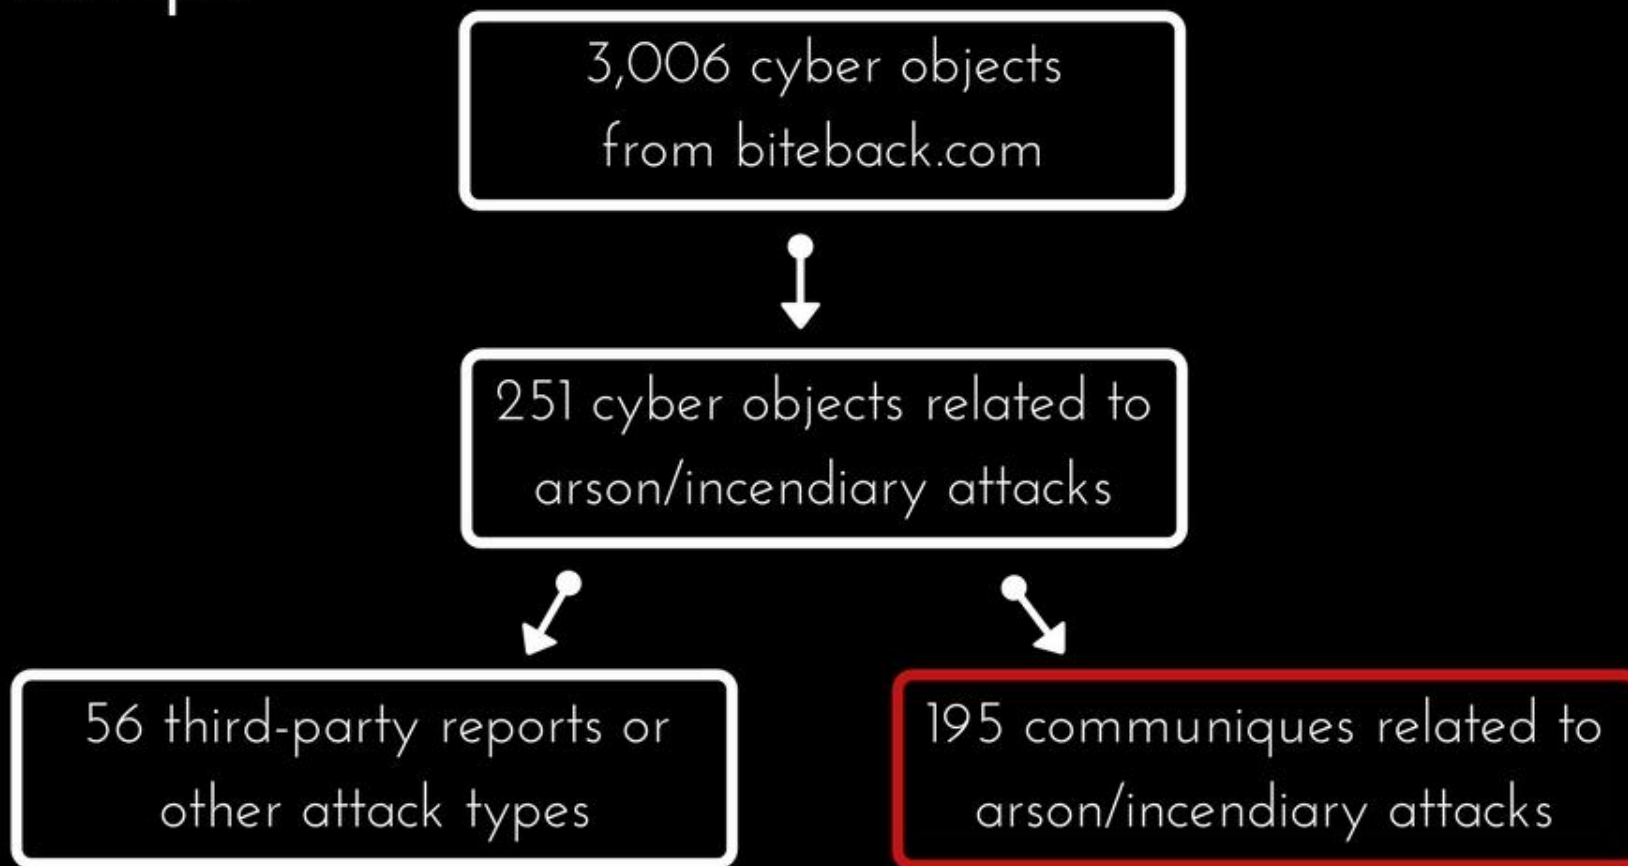 3,006 cyber objects
from biteback.com
251 cyber objects related to
arson/incendiary attacks
56 third-party reports or
other attack types
195 communiques related to
arson/incendiary attacks